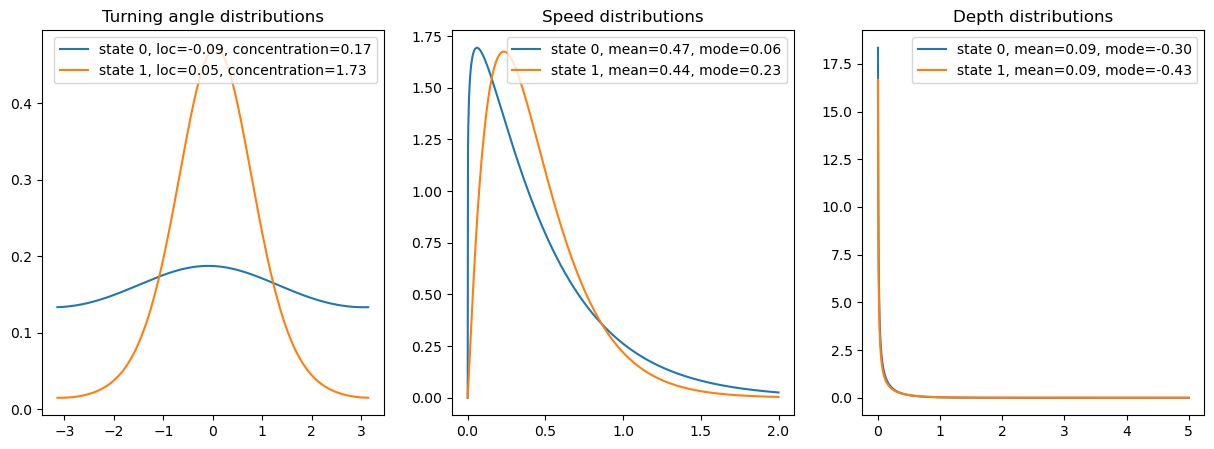 Turning angle distributions
state 0, loc=-0.09, concentration=0.17
state 1, loc=0.05, concentration=1.73
0.4
0.3
0.2
0.1
0.0
−3 −2 −1 0 1 2 3
Speed distributions
state 0, mean=0.47, mode=0.06
state 1, mean=0.44, mode=0.23
1.75
1.50
1.25
1.00
0.75
0.50
0.25
0.00
0.0 0.5 1.0 1.5 2.0
Depth distributions
state 0, mean=0.09, mode=-0.30
state 1, mean=0.09, mode=-0.43
17.5
15.0
12.5
10.0
7.5
5.0
2.5
0.0
0 1 2 3 4 5